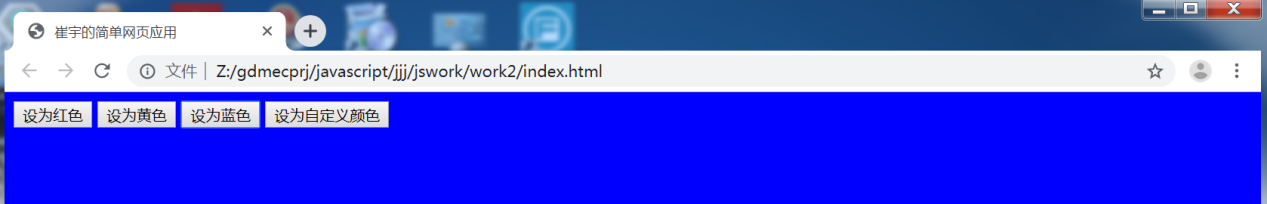 崔宇的简单网页应用
文件 Z:/gdmecprj/javascript/jjj/jswork/work2/index.html
设为红色 设为黄色 设为蓝色 设为自定义颜色